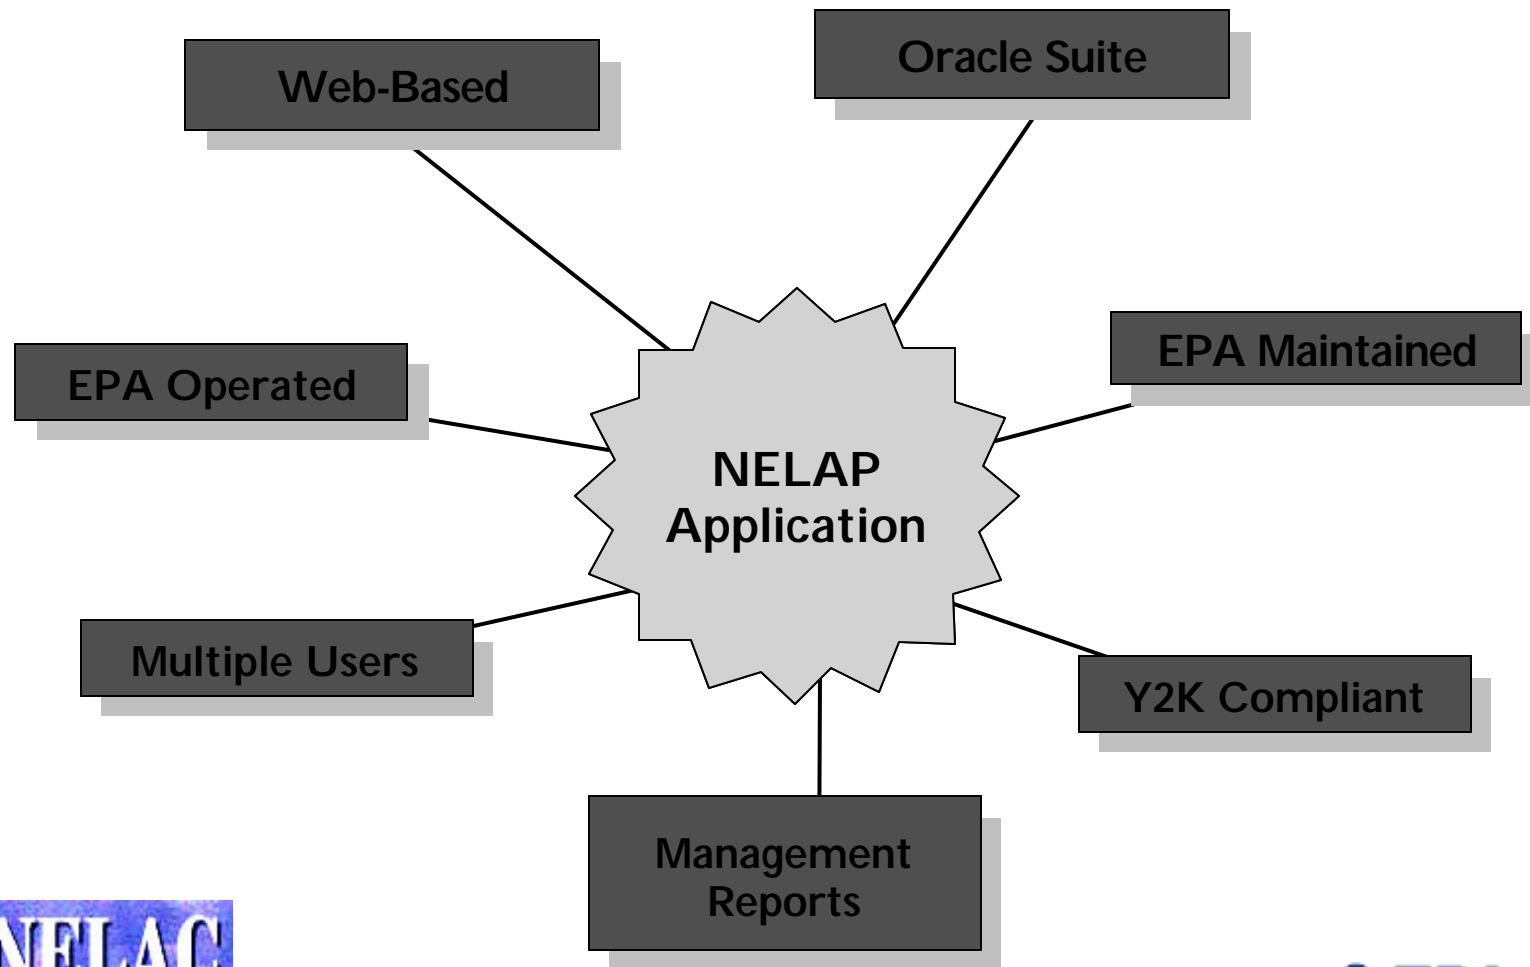 Web-Based
Oracle Suite
EPA Operated
EPA Maintained
NELAP
Application
Multiple Users
Y2K Compliant
Management
Reports
NELAC